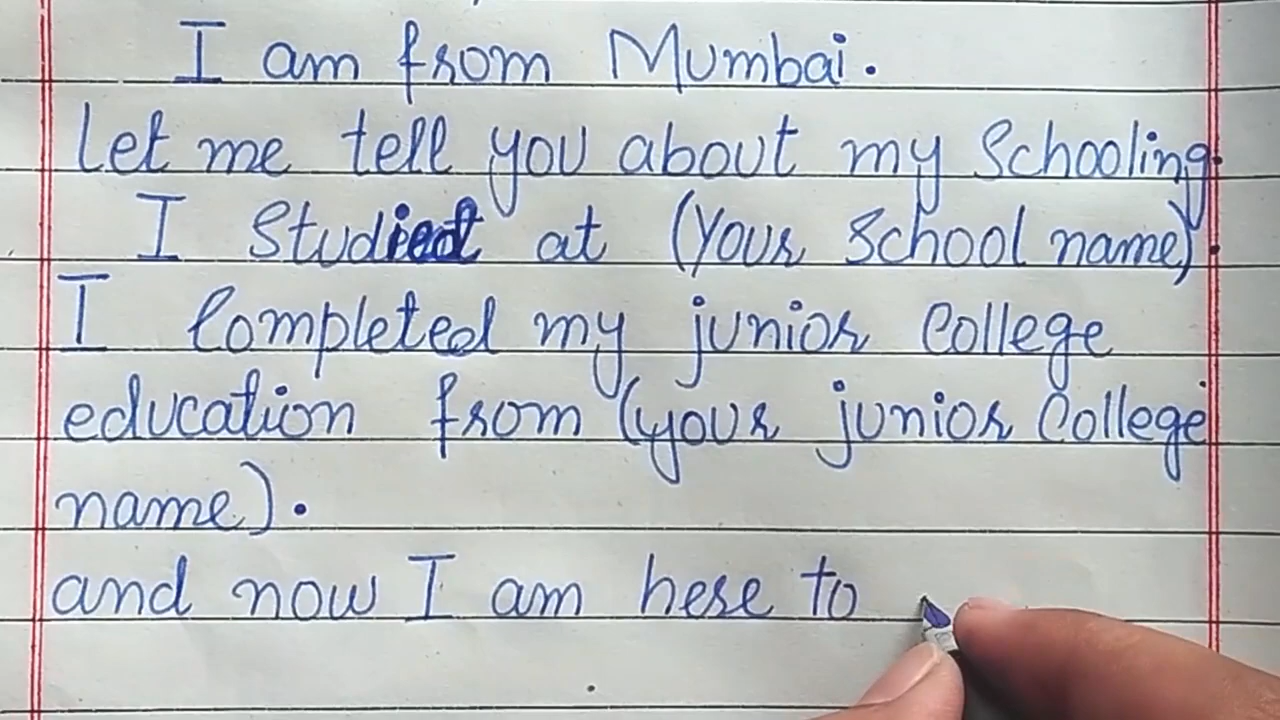 I am from Mumbai.
Let me tell you about my Schooling.
I Studied at (Your School name).
I Completed my junior College
education from (your junior College
name).
and now I am here to